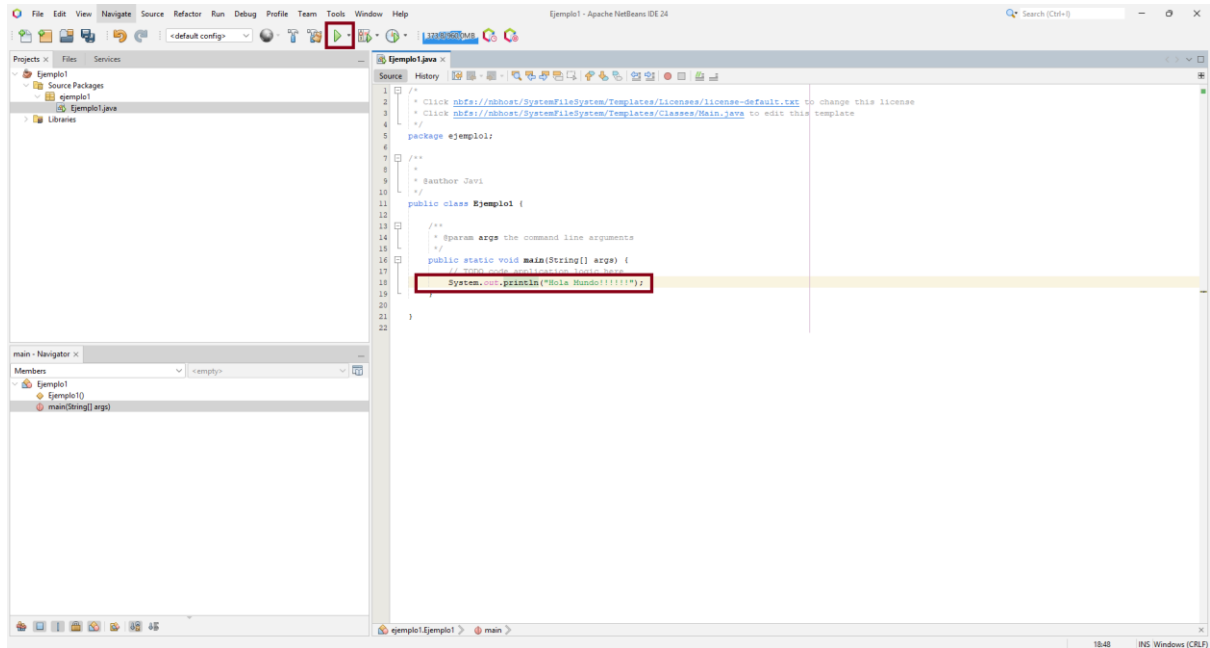 File Edit View Navigate Source Refactor Run Debug Profile Team Tools Window Help
Ejemplo1 - Apache NetBeans IDE 24
Search (Ctrl+I)
<default config>
Projects Files Services
Ejemplo1
Source Packages
ejemplo1
Ejemplo1.java
Libraries
Ejemplo1.java
Source History
1 /*
2 * Click nbfs://nbhost/SystemFileSystem/Templates/Licenses/license-default.txt to change this license
3 * Click nbfs://nbhost/SystemFileSystem/Templates/Classes/Main.java to edit this template
4 */
5 package ejemplo1;
6
7 /**
8 *
9 * @author Javi
10 */
11 public class Ejemplo1 {
12
13 /**
14 * @param args the command line arguments
15 */
16 public static void main(String[] args) {
17 // TODO code application logic here
18 System.out.println("Hola Mundo!!!!!!");
19 }
20
21 }
22
main - Navigator
Members <empty>
Ejemplo1
Ejemplo1()
main(String[] args)
ejemplo1.Ejemplo1 main
18:48 INS Windows (CRLF)